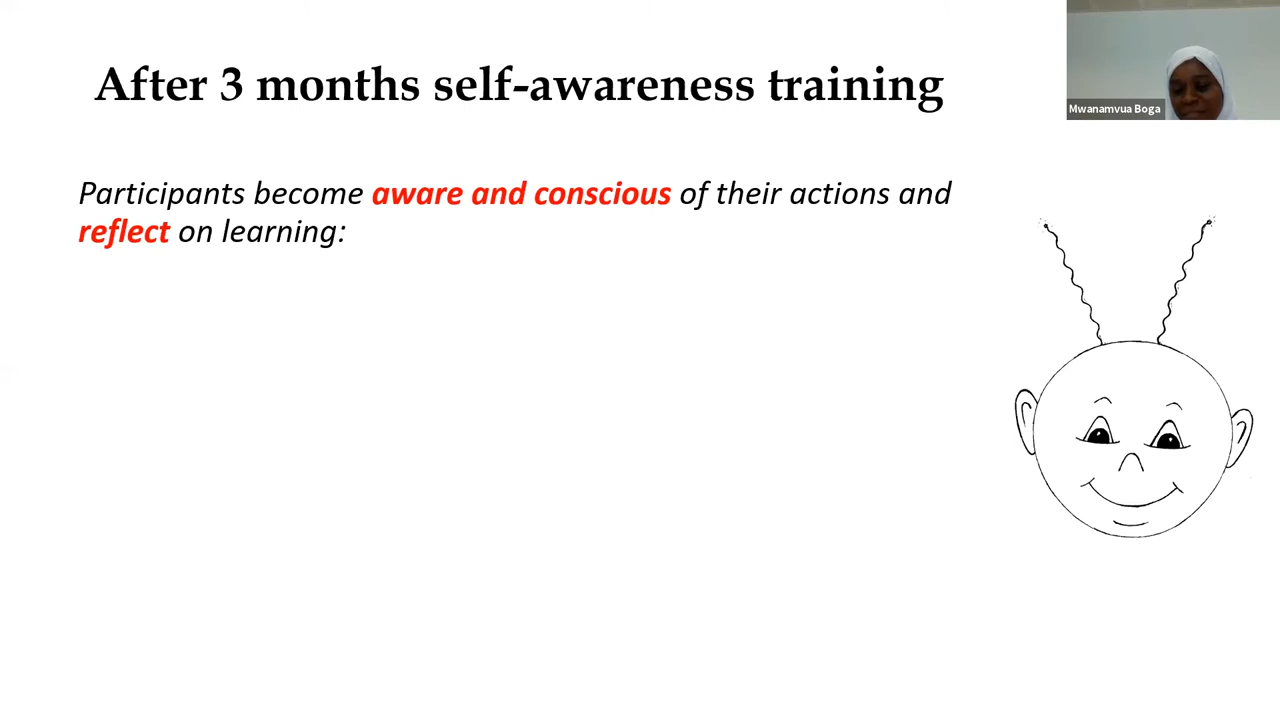 After 3 months self-awareness training
Mwanamvua Boga
Participants become aware and conscious of their actions and
reflect on learning: